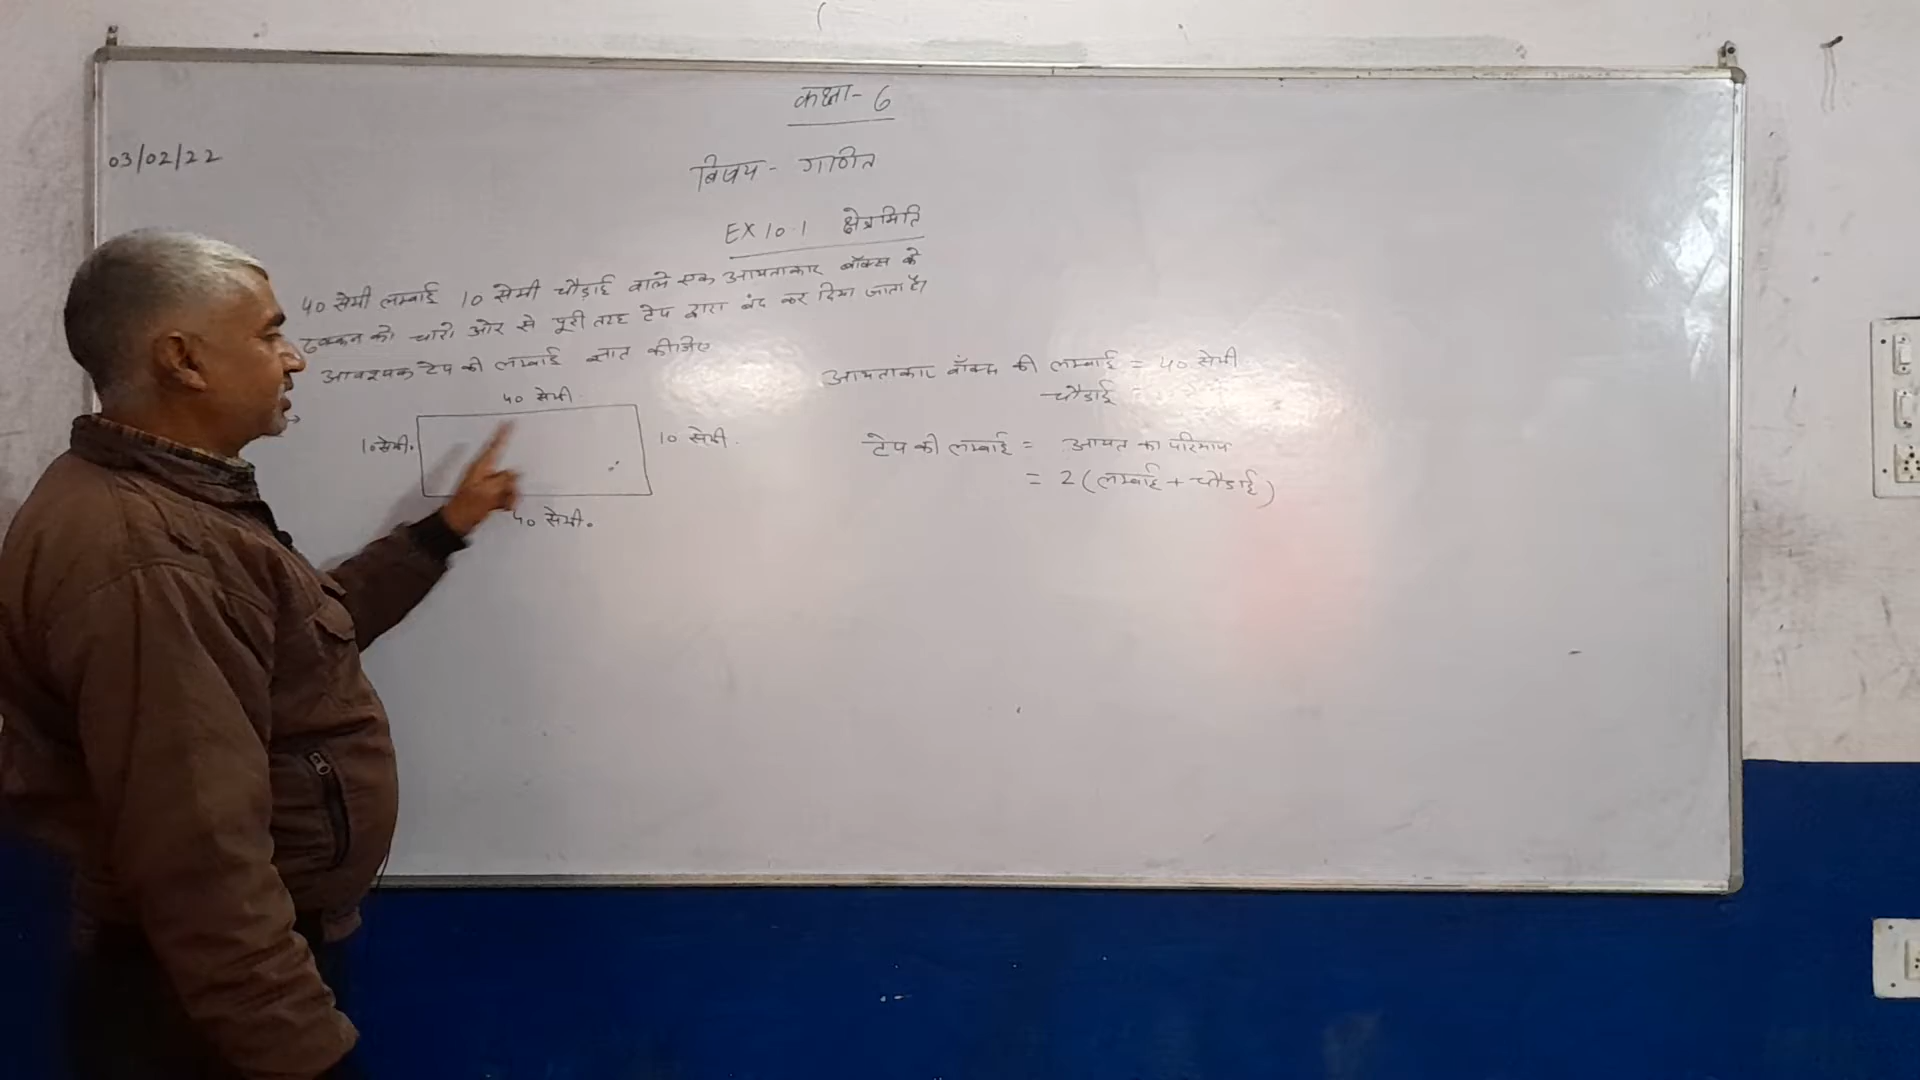 कक्षा- 6
03/02/22
विषय- गणित
EX 10.1 क्षेत्रमिति
40 सेमी लम्बाई 10 सेमी चौड़ाई वाले एक आयताकार बॉक्स के
ढक्कन को चारो ओर से पूरी तरह टेप द्वारा बंद कर दिया जाता है।
आवश्यक टेप की लम्बाई ज्ञात कीजिए
40 सेमी.
10 सेमी.
10 सेमी.
40 सेमी.
आयताकार बॉक्स की लम्बाई = 40 सेमी.
चौड़ाई =
टेप की लम्बाई = आयत का परिमाप
= 2 (लम्बाई + चौड़ाई)